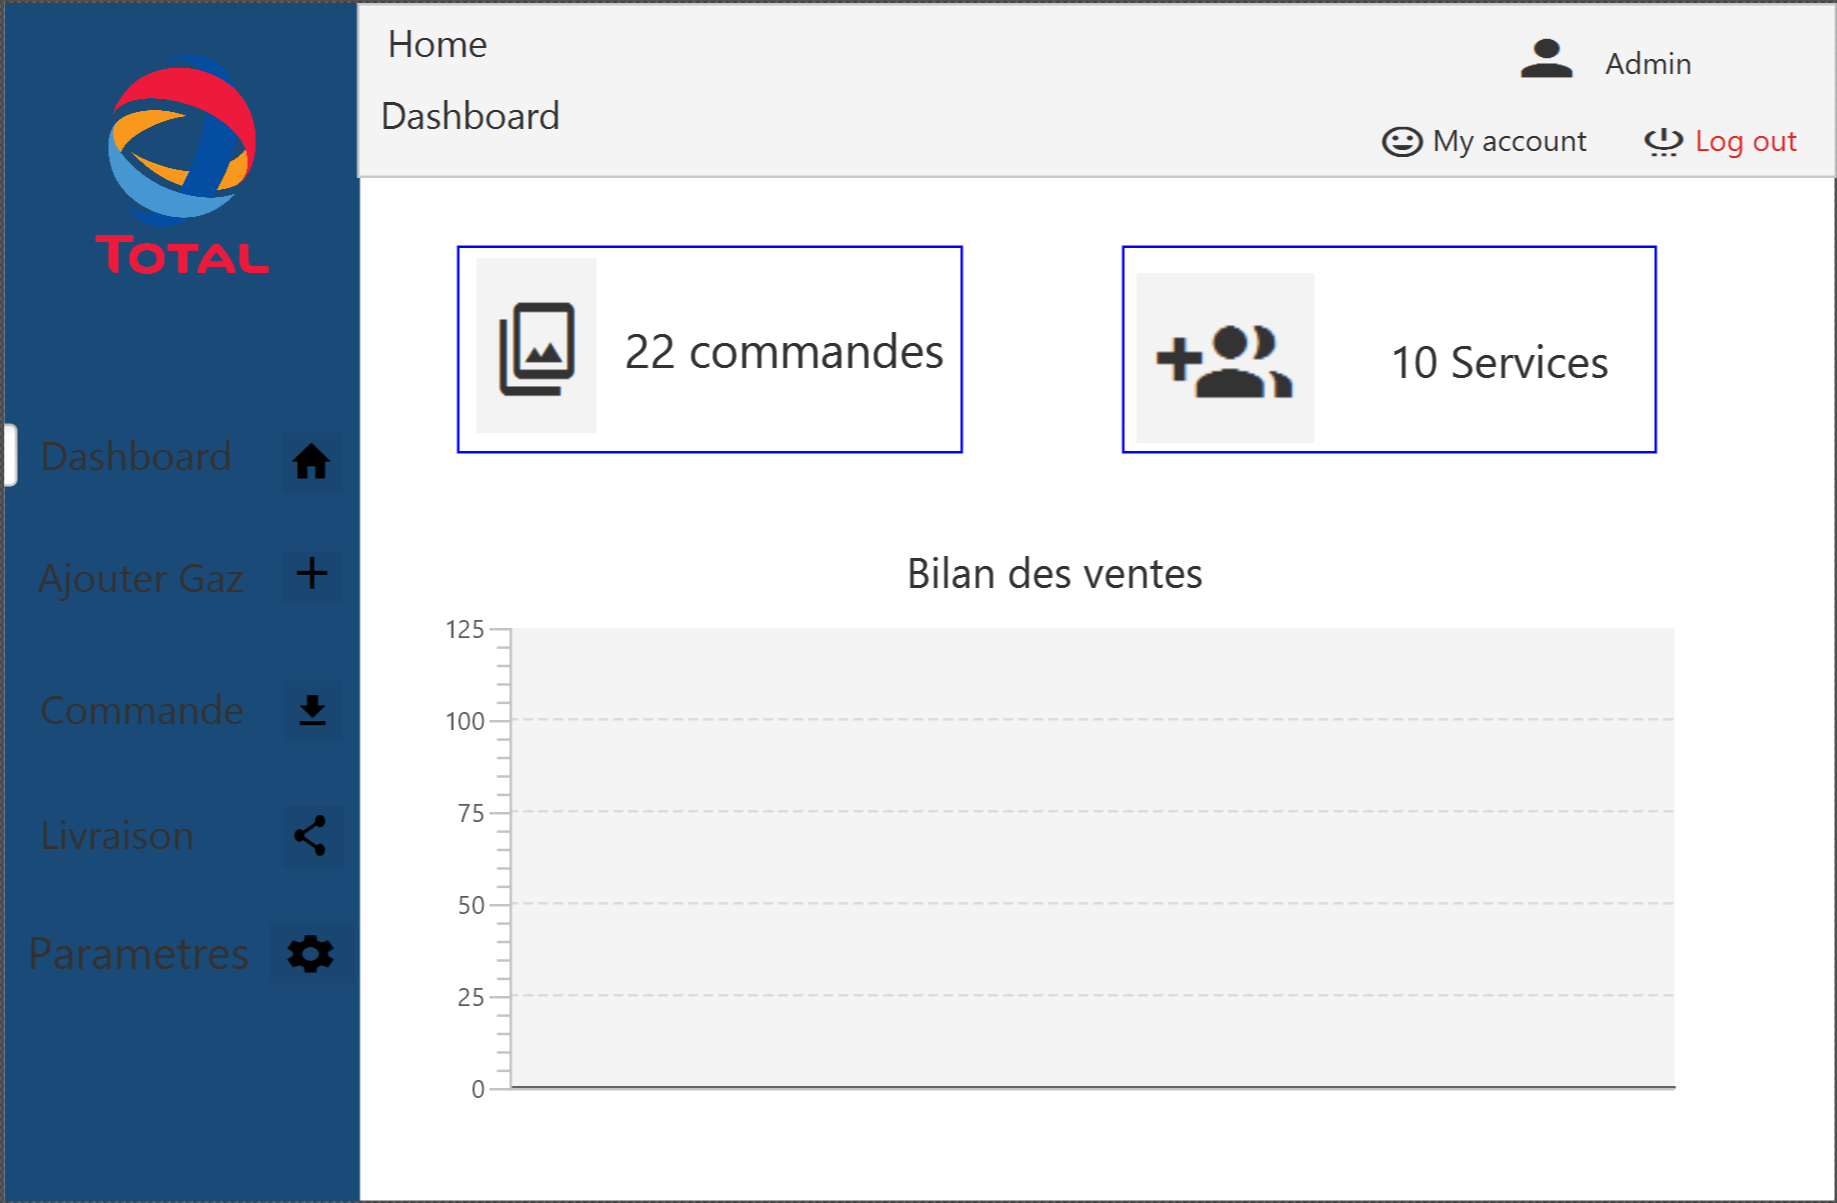 TOTAL
Dashboard
Ajouter Gaz
Commande
Livraison
Parametres
Home
Dashboard
Admin
My account
Log out
22 commandes
10 Services
Bilan des ventes
125
100
75
50
25
0